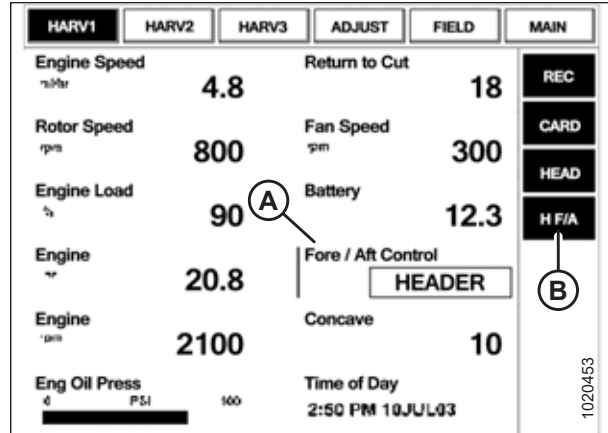 HARV1 HARV2 HARV3 ADJUST FIELD MAIN
Engine Speed Return to Cut REC
4.8 18
Rotor Speed Fan Speed CARD
rpm 800 rpm 300
HEAD
Engine Load Battery
% 90 A 12.3 H F/A
Engine Fore / Aft Control
20.8 HEADER B
Engine Concave
rpm 2100 10
Eng Oil Press Time of Day
0 PSI 100 2:50 PM 10JUL03
1020453